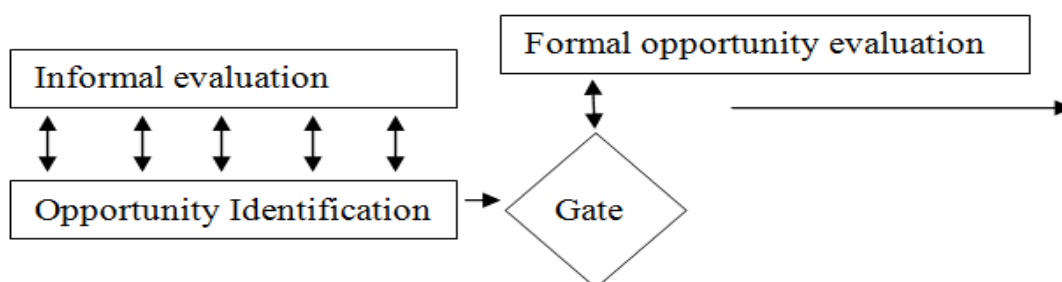 Formal opportunity evaluation
Informal evaluation
Opportunity Identification
Gate